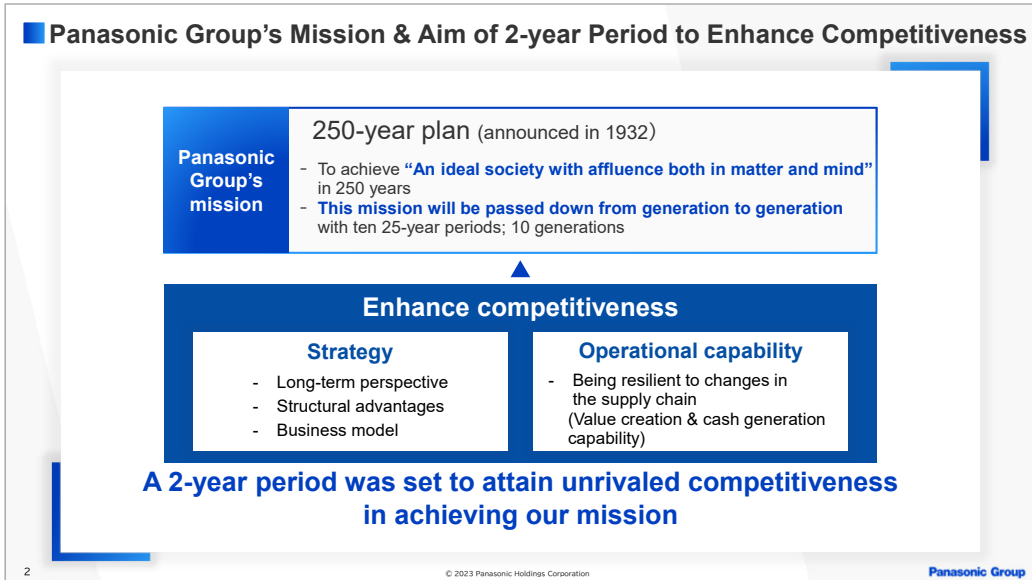 Panasonic Group's Mission & Aim of 2-year Period to Enhance Competitiveness
Panasonic
Group's
mission
250-year plan (announced in 1932）
- To achieve “An ideal society with affluence both in matter and mind”
in 250 years
- This mission will be passed down from generation to generation
with ten 25-year periods; 10 generations
Enhance competitiveness
Strategy
- Long-term perspective
- Structural advantages
- Business model
Operational capability
- Being resilient to changes in
the supply chain
(Value creation & cash generation
capability)
A 2-year period was set to attain unrivaled competitiveness
in achieving our mission
2
© 2023 Panasonic Holdings Corporation
Panasonic Group